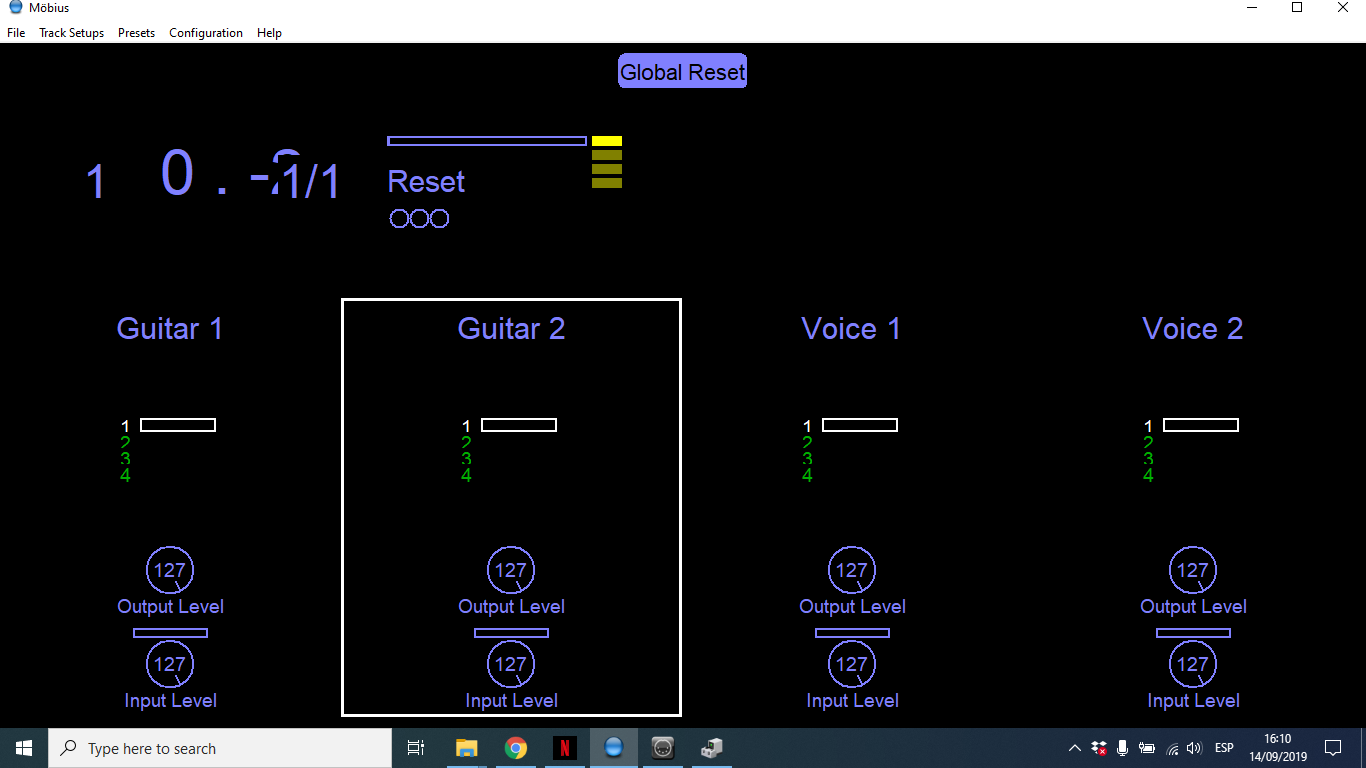 Möbius
File Track Setups Presets Configuration Help
Global Reset
1 0 . -2 1/1
Reset
Guitar 1 Guitar 2 Voice 1 Voice 2
1 1 1 1
2 2 2 2
3 3 3 3
4 4 4 4
127 127 127 127
Output Level Output Level Output Level Output Level
127 127 127 127
Input Level Input Level Input Level Input Level
Type here to search N ESP 16:10
14/09/2019